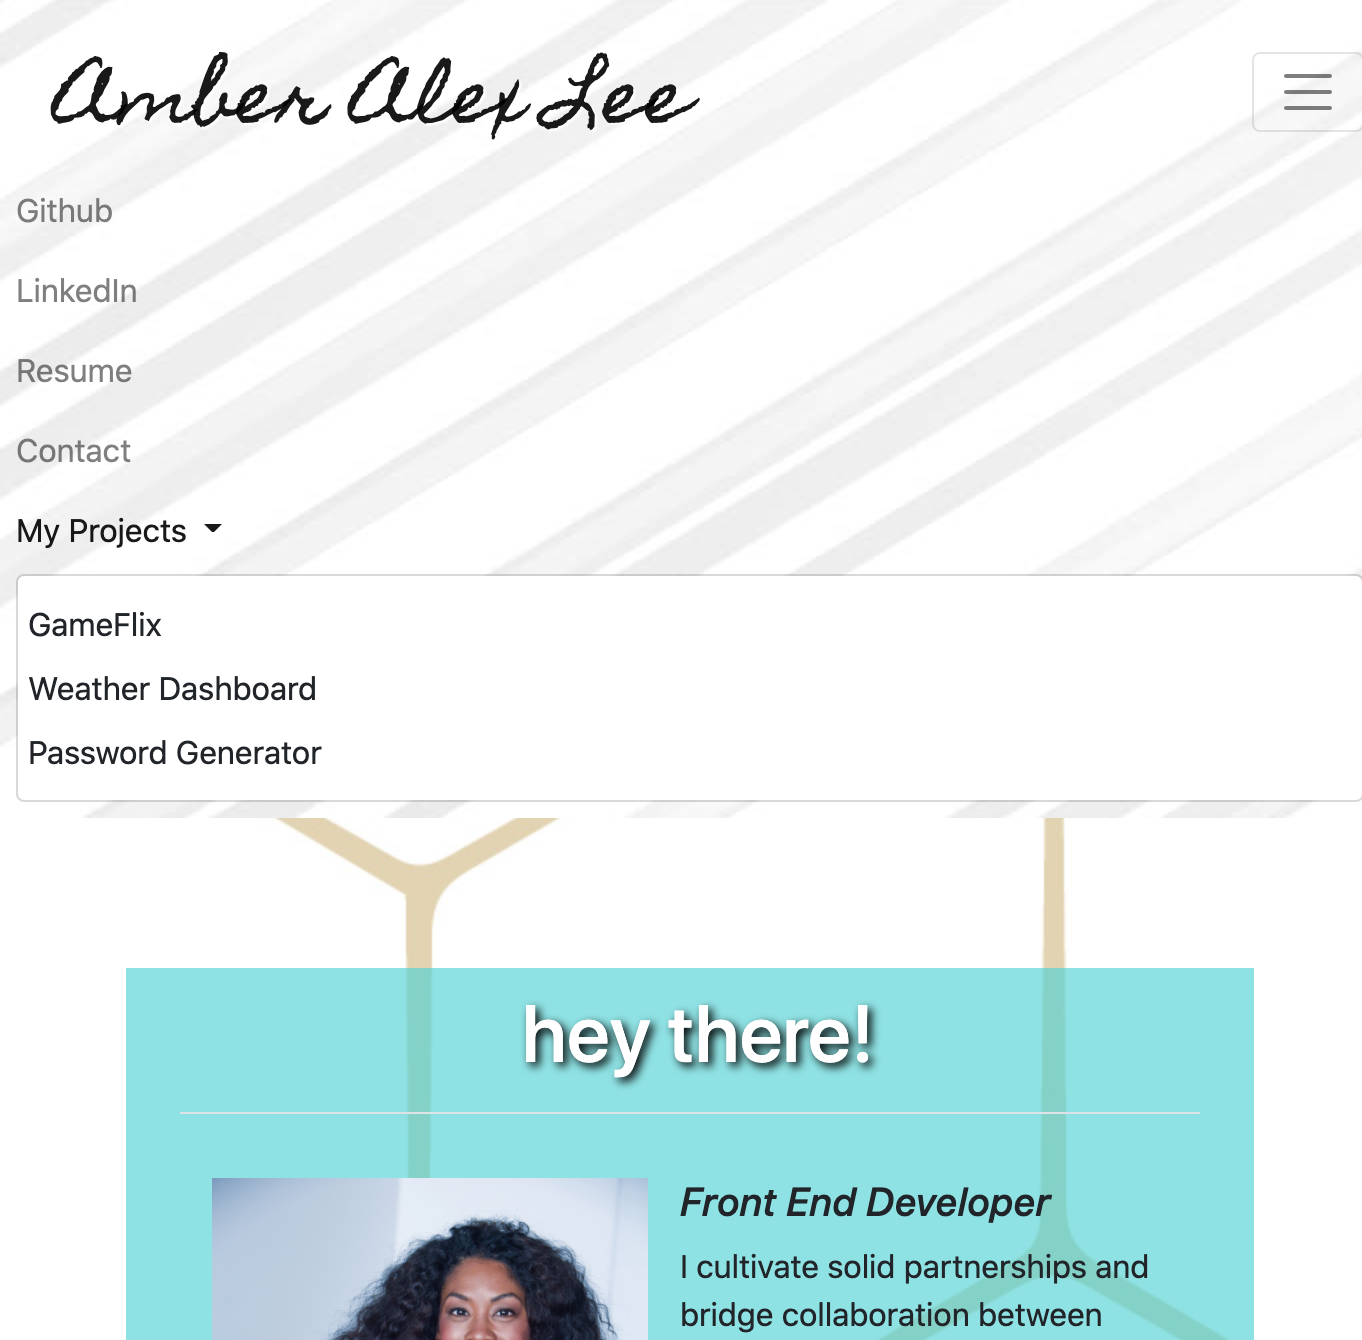 Amber Alex Lee
Github
LinkedIn
Resume
Contact
My Projects
GameFlix
Weather Dashboard
Password Generator
hey there!
Front End Developer
I cultivate solid partnerships and
bridge collaboration between